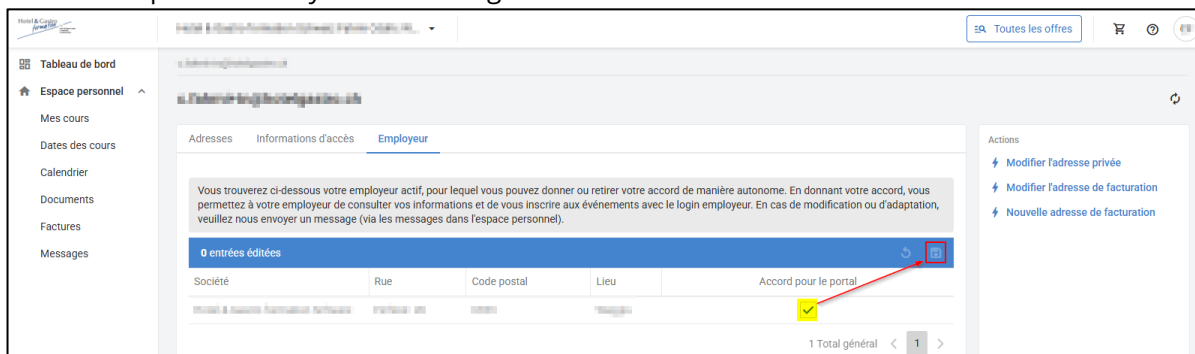 Hotel & Gastro
formation
Toutes les offres
Tableau de bord
Espace personnel
Mes cours
Dates des cours
Calendrier
Documents
Factures
Messages
Adresses Informations d'accès Employeur
Vous trouverez ci-dessous votre employeur actif, pour lequel vous pouvez donner ou retirer votre accord de manière autonome. En donnant votre accord, vous
permettez à votre employeur de consulter vos informations et de vous inscrire aux événements avec le login employeur. En cas de modification ou d'adaptation,
veuillez nous envoyer un message (via les messages dans l'espace personnel).
0 entrées éditées
Société Rue Code postal Lieu Accord pour le portal
1 Total général < 1 >
Actions
Modifier l'adresse privée
Modifier l'adresse de facturation
Nouvelle adresse de facturation